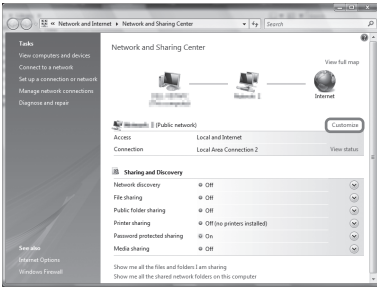 Network and Internet ▸ Network and Sharing Center
Search
Tasks
View computers and devices
Connect to a network
Set up a connection or network
Manage network connections
Diagnose and repair
See also
Internet Options
Windows Firewall
Network and Sharing Center
View full map
Internet
(Public network)
Customize
Access Local and Internet
Connection Local Area Connection 2 View status
Sharing and Discovery
Network discovery Off
File sharing Off
Public folder sharing Off
Printer sharing Off (no printers installed)
Password protected sharing On
Media sharing Off
Show me all the files and folders I am sharing
Show me all the shared network folders on this computer